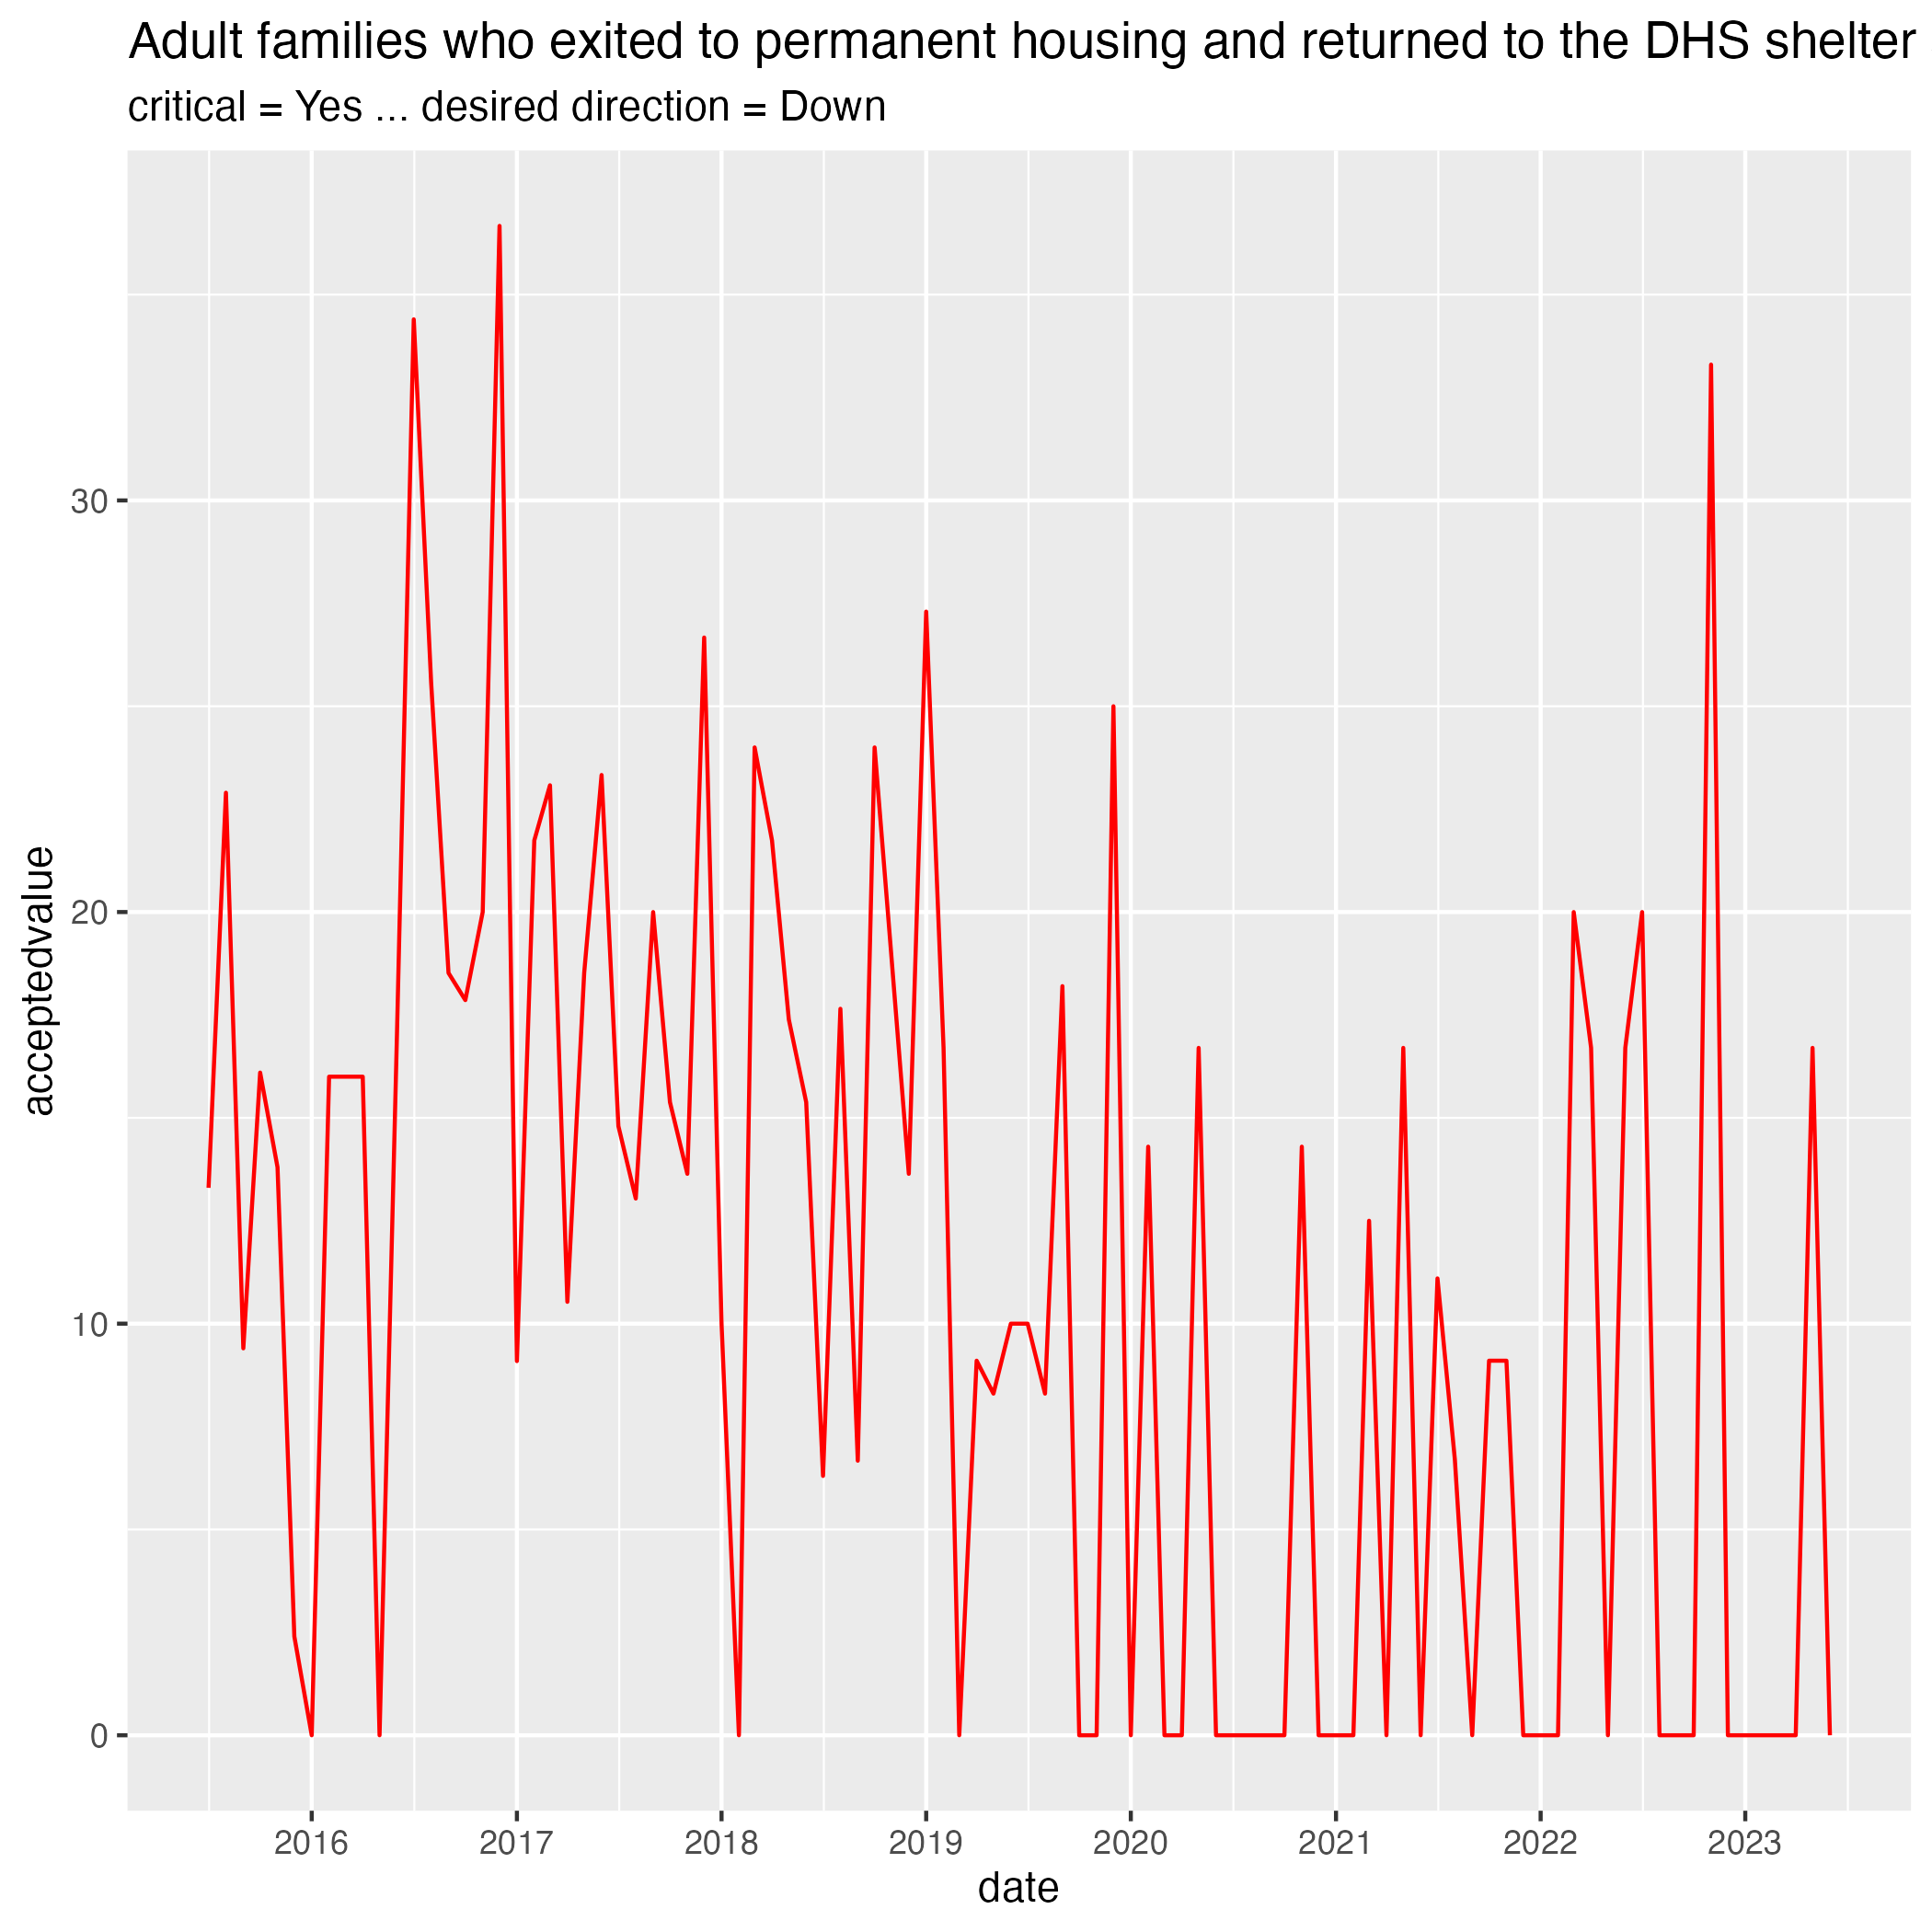 Adult families who exited to permanent housing and returned to the DHS shelter
critical = Yes ... desired direction = Down
acceptedvalue
30
20
10
0
2016 2017 2018 2019 2020 2021 2022 2023
date